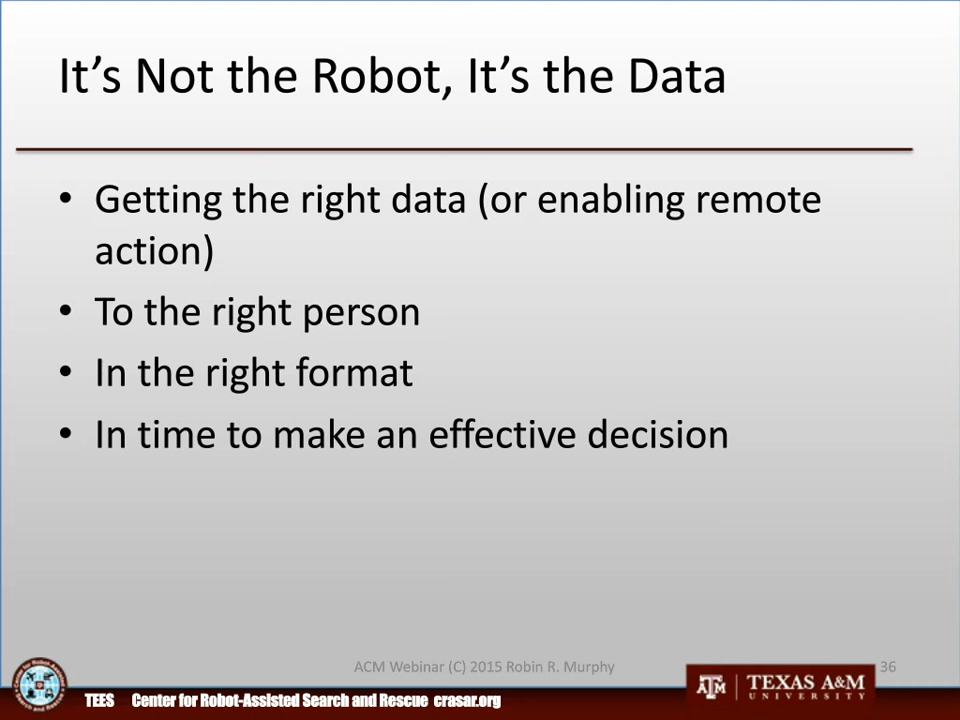 It's Not the Robot, It's the Data
• Getting the right data (or enabling remote
action)
• To the right person
• In the right format
• In time to make an effective decision
ACM Webinar (C) 2015 Robin R. Murphy
36
TEES Center for Robot-Assisted Search and Rescue crasar.org
ATM TEXAS A&M
UNIVERSITY